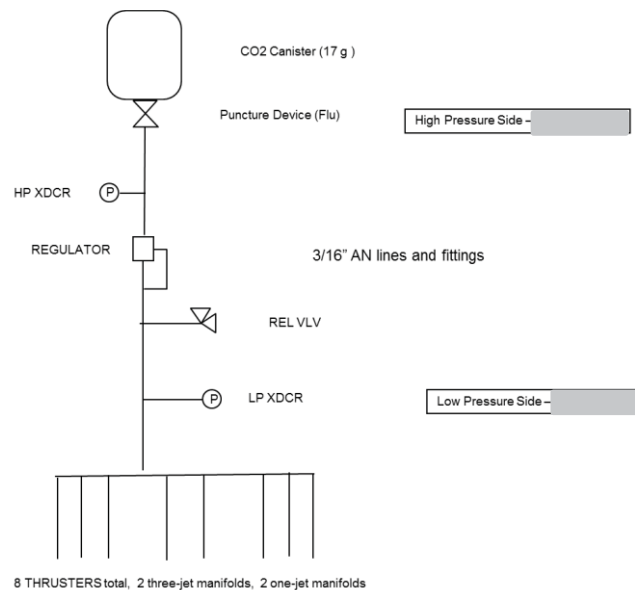 CO2 Canister (17 g )
Puncture Device (Flu)
High Pressure Side –
HP XDCR
P
REGULATOR
3/16” AN lines and fittings
REL VLV
P
LP XDCR
Low Pressure Side –
8 THRUSTERS total, 2 three-jet manifolds, 2 one-jet manifolds